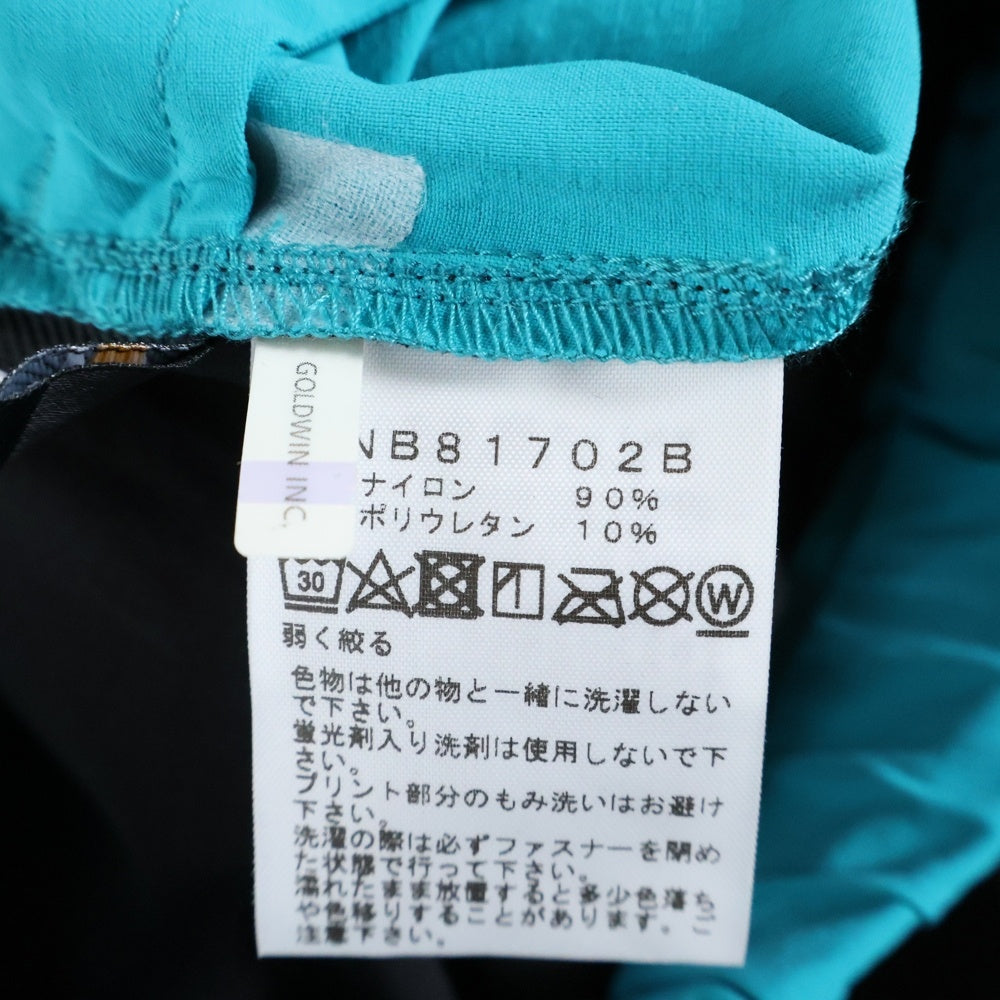 GOLDWIN INC.
NB81702B
ナイロン 90%
ポリウレタン 10%
30
W
弱く絞る
色物は他の物と一緒に洗濯しない
で下さい。
蛍光剤入り洗剤は使用しないで下
さい。
プリント部分のもみ洗いはお避け
下さい。
洗濯の際は必ずファスナーを閉め
た状態で行って下さい。
濡れたまま放置すると多少色落ち
や色移りすることがあります。ご
注意下さい。